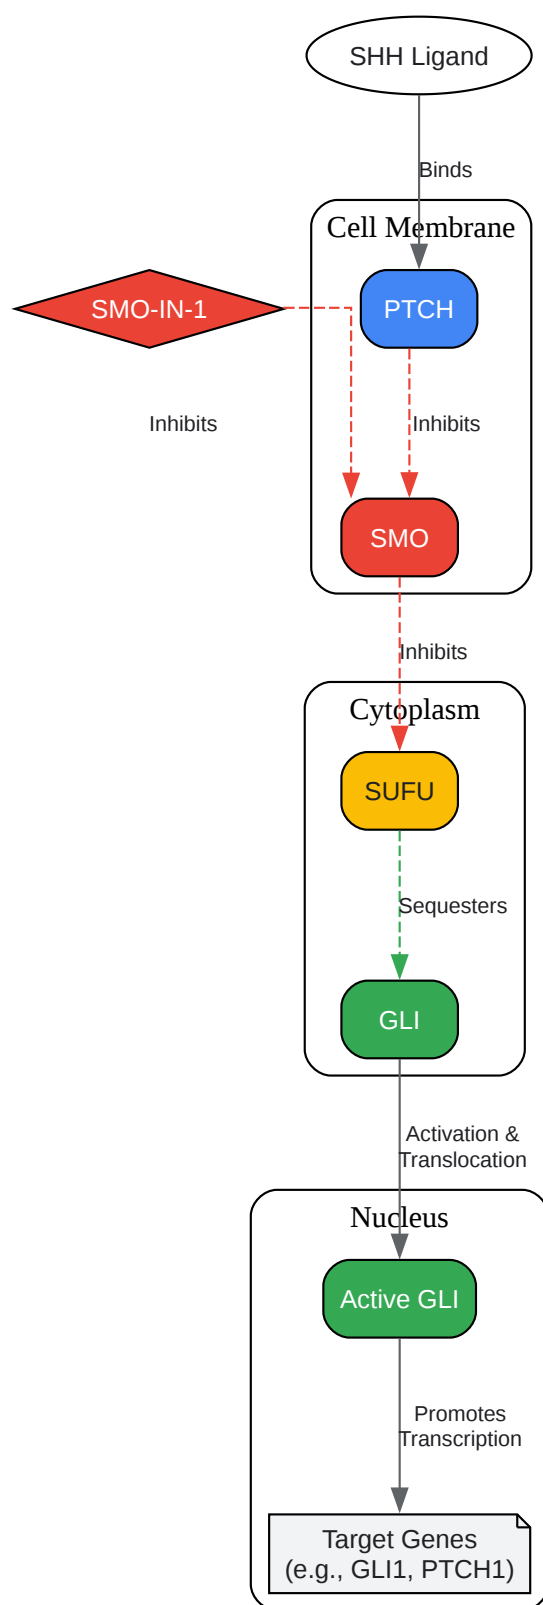 SHH Ligand
Binds
Cell Membrane
SMO-IN-1
PTCH
Inhibits
Inhibits
SMO
Inhibits
Cytoplasm
SUFU
Sequesters
GLI
Activation &
Translocation
Nucleus
Active GLI
Promotes
Transcription
Target Genes
(e.g., GLI1, PTCH1)